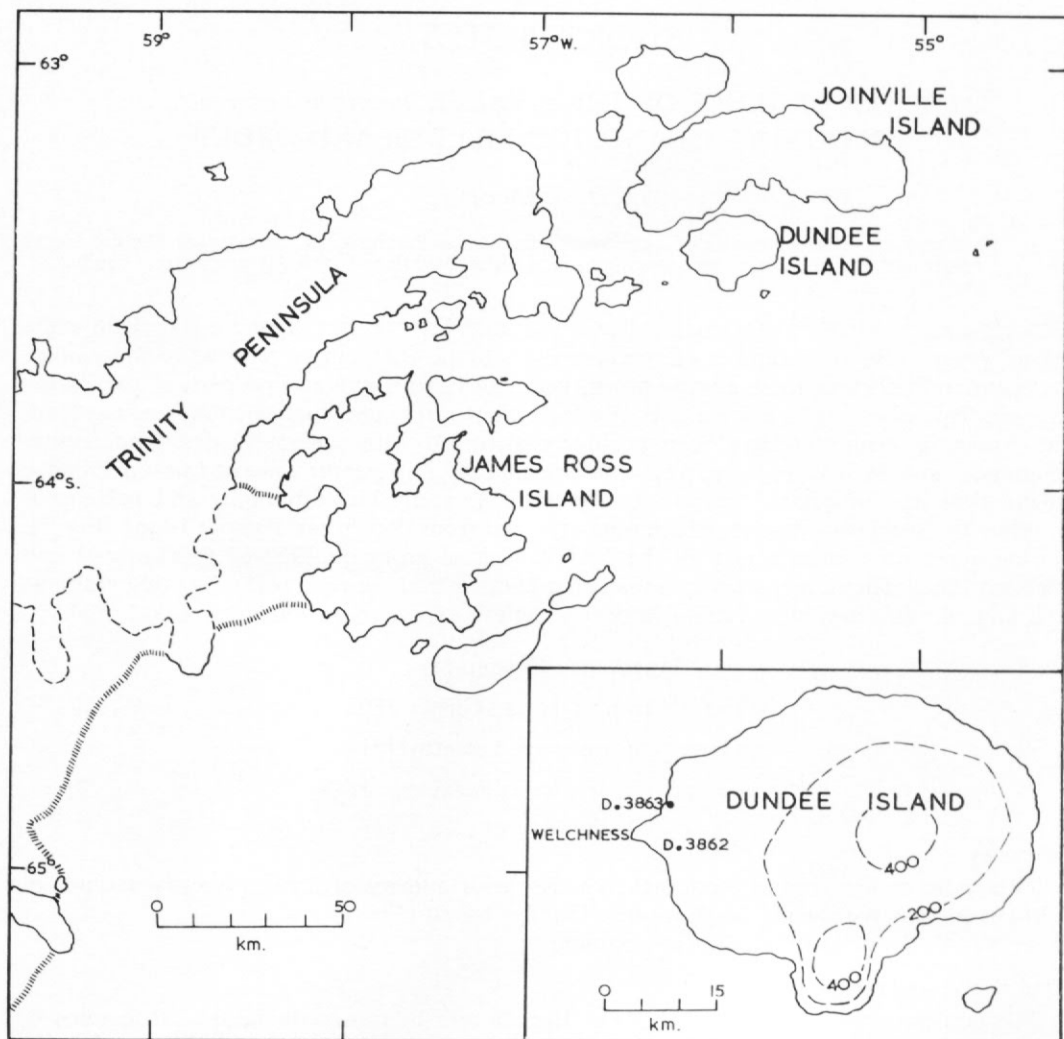 59°
57°W.
55°
63°
JOINVILLE
ISLAND
DUNDEE
ISLAND
TRINITY PENINSULA
JAMES ROSS
ISLAND
64°S.
65°
0 50
km.
DUNDEE ISLAND
D.3863
WELCHNESS
D.3862
400
200
400
0 15
km.